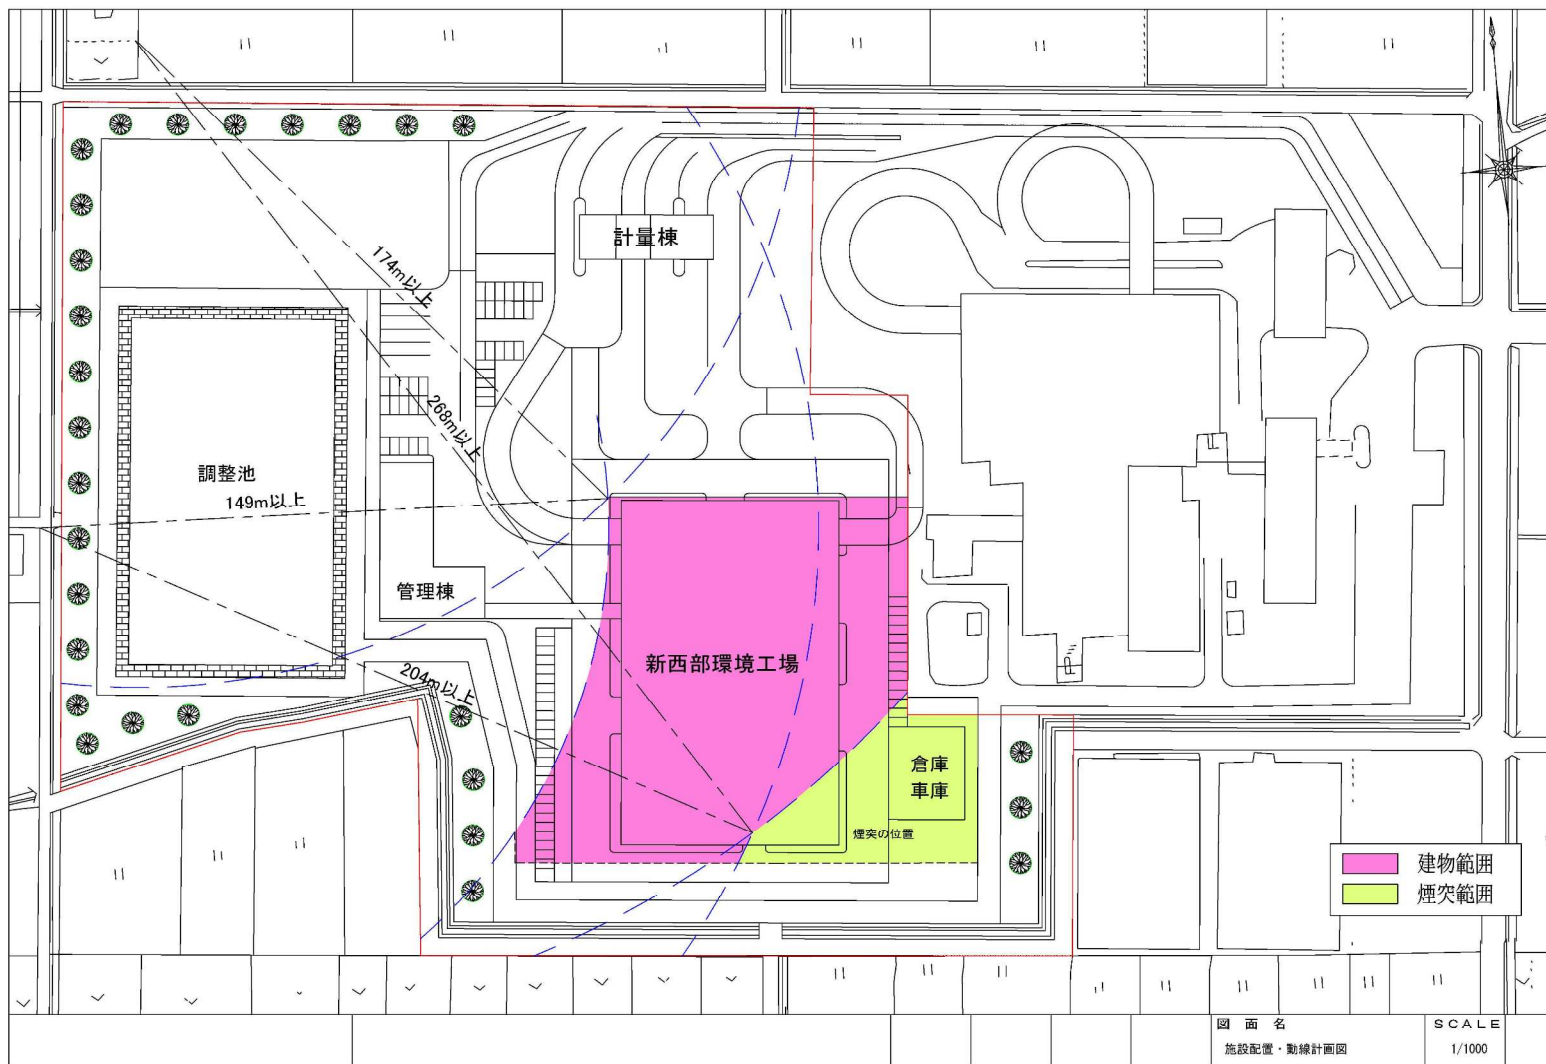 計量棟
174m以上
268m以上
調整池
149m以上
管理棟
新西部環境工場
204m以上
倉庫
車庫
煙突の位置
建物範囲
煙突範囲
図面名
SCALE
施設配置・動線計画図
1/1000